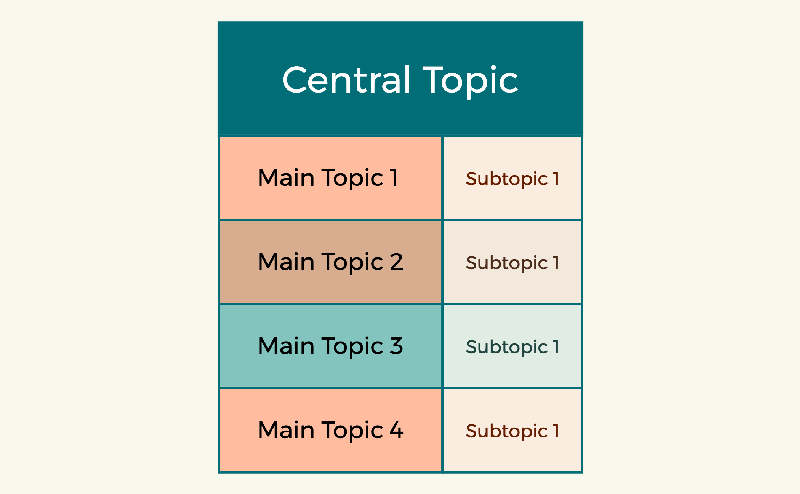 Central Topic
Main Topic 1
Subtopic 1
Main Topic 2
Subtopic 1
Main Topic 3
Subtopic 1
Main Topic 4
Subtopic 1